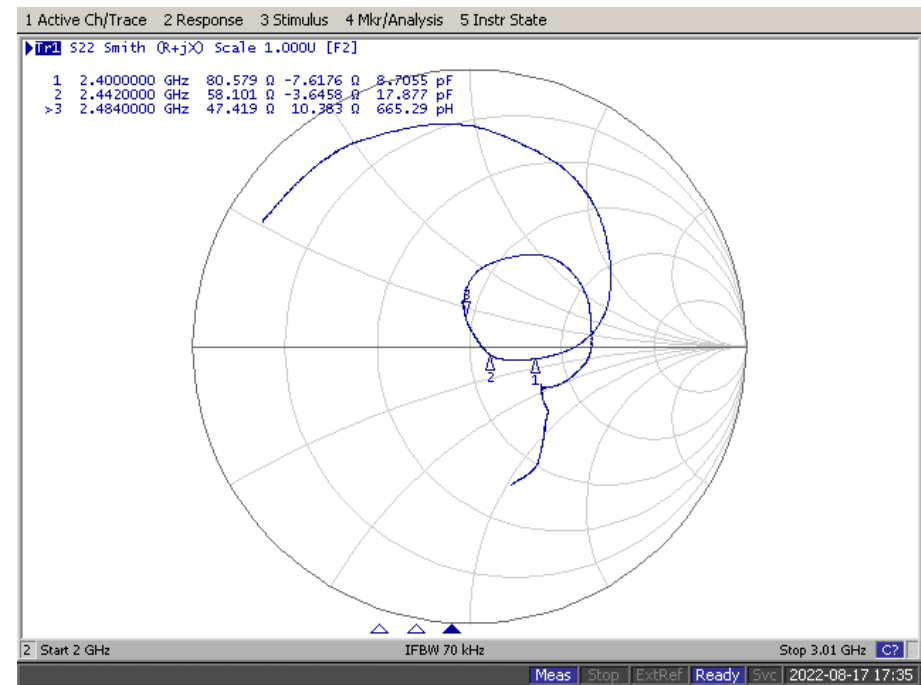 1 Active Ch/Trace 2 Response 3 Stimulus 4 Mkr/Analysis 5 Instr State
Tr1 S22 Smith (R+jX) Scale 1.000U [F2]
1 2.4000000 GHz 80.579 Ω -7.6176 Ω 8.7055 pF
2 2.4420000 GHz 58.101 Ω -3.6458 Ω 17.877 pF
>3 2.4840000 GHz 47.419 Ω 10.383 Ω 665.29 pH
3
2
1
2 Start 2 GHz IFBW 70 kHz Stop 3.01 GHz C?
Meas Stop ExtRef Ready Svc 2022-08-17 17:35